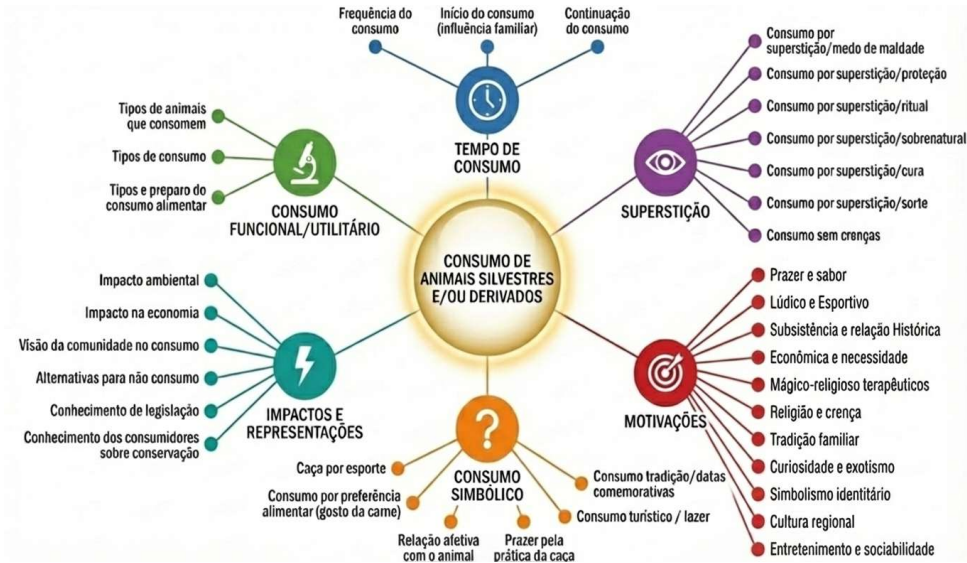 Frequência do
consumo
Início do consumo
(influência familiar)
Continuação
do consumo
TEMPO DE
CONSUMO
Tipos de animais
que consomem
Tipos de consumo
Tipos e preparo do
consumo alimentar
CONSUMO
FUNCIONAL/UTILITÁRIO
Consumo por
superstição/medo de maldade
Consumo por superstição/proteção
Consumo por superstição/ritual
Consumo por superstição/sobrenatural
Consumo por superstição/cura
Consumo por superstição/sorte
Consumo sem crenças
SUPERSTIÇÃO
CONSUMO DE
ANIMAIS SILVESTRES
E/OU DERIVADOS
Impacto ambiental
Impacto na economia
Visão da comunidade no consumo
Alternativas para não consumo
Conhecimento de legislação
Conhecimento dos consumidores
sobre conservação
IMPACTOS E
REPRESENTAÇÕES
Prazer e sabor
Lúdico e Esportivo
Subsistência e relação Histórica
Econômica e necessidade
Mágico-religioso terapêuticos
Religião e crença
Tradição familiar
Curiosidade e exotismo
Simbolismo identitário
Cultura regional
Entretenimento e sociabilidade
MOTIVAÇÕES
?
CONSUMO
SIMBÓLICO
Caça por esporte
Consumo por preferência
alimentar (gosto da carne)
Relação afetiva
com o animal
Prazer pela
prática da caça
Consumo turístico / lazer
Consumo tradição/datas
comemorativas